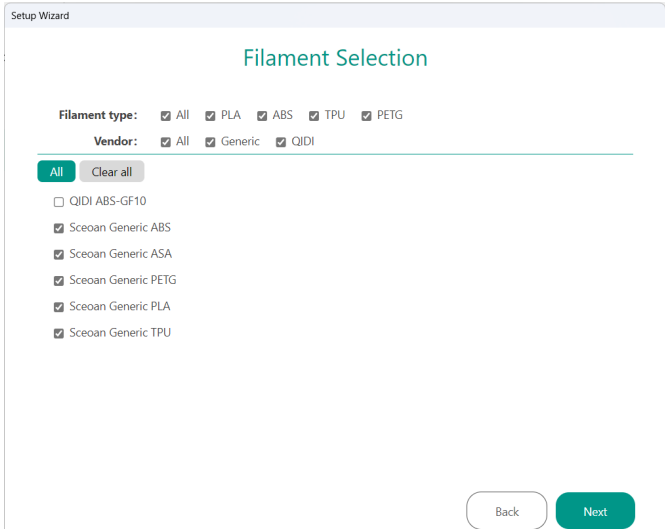 Setup Wizard
Filament Selection
Filament type: All PLA ABS TPU PETG
Vendor: All Generic QIDI
All Clear all
QIDI ABS-GF10
Sceoan Generic ABS
Sceoan Generic ASA
Sceoan Generic PETG
Sceoan Generic PLA
Sceoan Generic TPU
Back Next